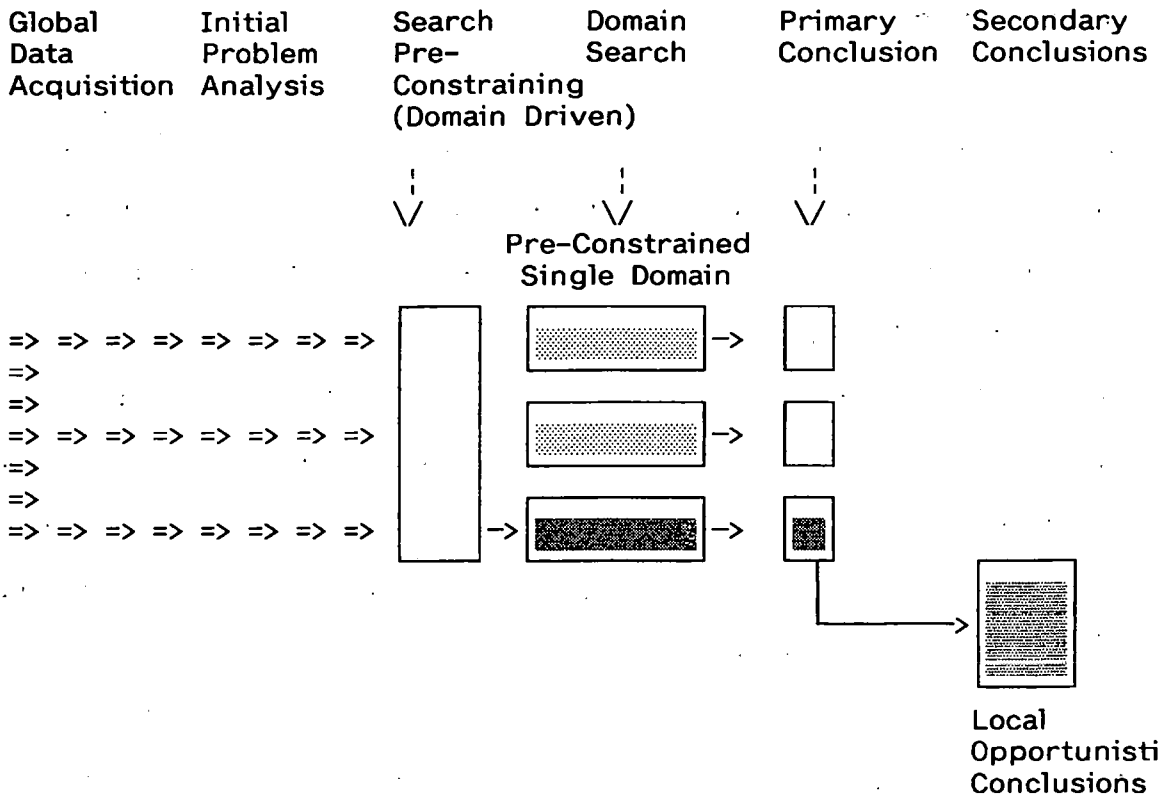 Global Initial Search Domain Primary Secondary
Data Problem Pre- Search Conclusion Conclusions
Acquisition Analysis Constraining
(Domain Driven)
Pre-Constrained
Single Domain
=> => => => => => => => ->
=>
=>
=> => => => => => => => ->
=>
=>
=> => => => => => => => -> ->
Local
Opportunisti
Conclusions